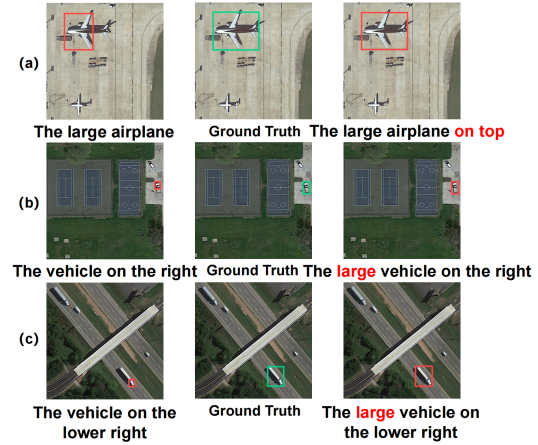 (a)
The large airplane Ground Truth The large airplane on top
(b)
The vehicle on the right Ground Truth The large vehicle on the right
(c)
The vehicle on the lower right Ground Truth The large vehicle on the lower right